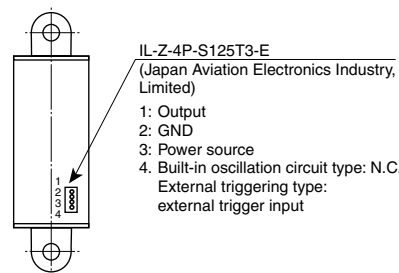 IL-Z-4P-S125T3-E
(Japan Aviation Electronics Industry,
Limited)
1: Output
2: GND
3: Power source
4. Built-in oscillation circuit type: N.C.
External triggering type:
external trigger input
1
2
3
4